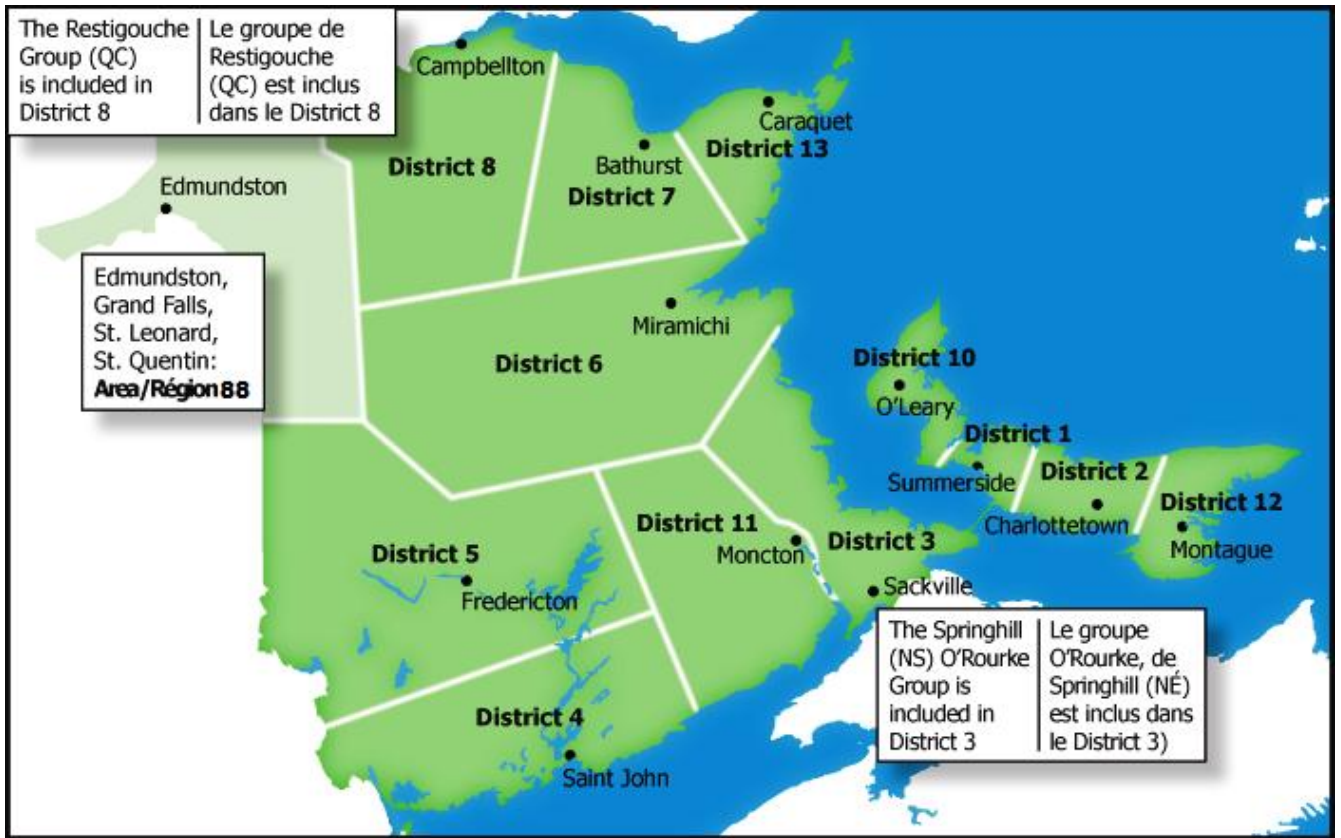 The Restigouche
Group (QC)
is included in
District 8
Le groupe de
Restigouche
(QC) est inclus
dans le District 8
Campbellton
Caraquet
District 13
Bathurst
District 8
District 7
Edmundston
Edmundston,
Grand Falls,
St. Leonard,
St. Quentin:
Area/Région 88
Miramichi
District 6
District 10
O'Leary
District 1
Summerside
District 2
Charlottetown
District 12
Montague
District 11
Moncton
District 3
Sackville
District 5
Fredericton
The Springhill
(NS) O'Rourke
Group is
included in
District 3
Le groupe
O'Rourke, de
Springhill (NÉ)
est inclus dans
le District 3)
District 4
Saint John